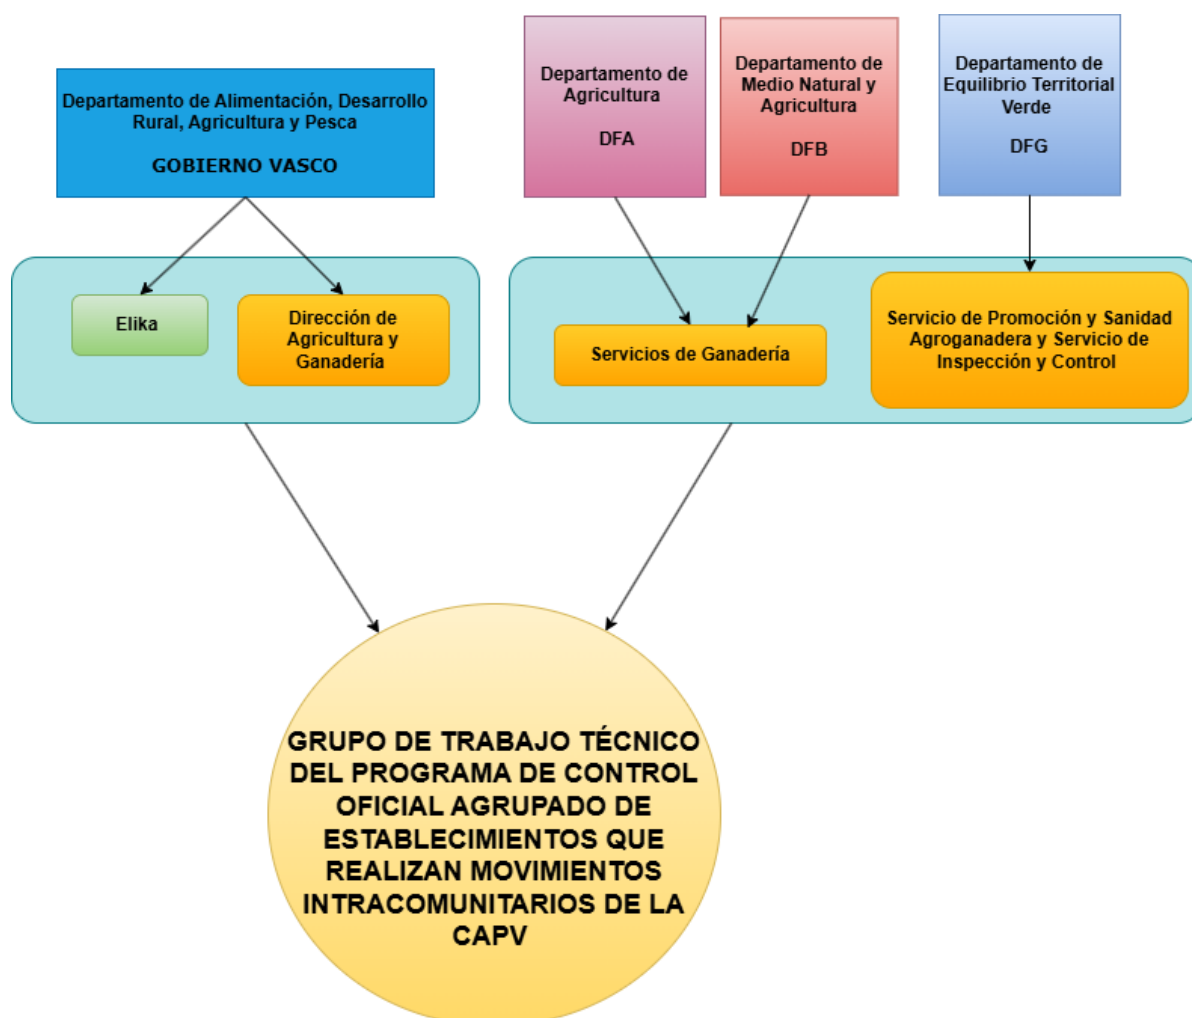 Departamento de Alimentación, Desarrollo
Rural, Agricultura y Pesca
GOBIERNO VASCO
Departamento de
Agricultura
DFA
Departamento de
Medio Natural y
Agricultura
DFB
Departamento de
Equilibrio Territorial
Verde
DFG
Elika
Dirección de
Agricultura y
Ganadería
Servicios de Ganadería
Servicio de Promoción y Sanidad
Agroganadera y Servicio de
Inspección y Control
GRUPO DE TRABAJO TÉCNICO
DEL PROGRAMA DE CONTROL
OFICIAL AGRUPADO DE
ESTABLECIMIENTOS QUE
REALIZAN MOVIMIENTOS
INTRACOMUNITARIOS DE LA
CAPV